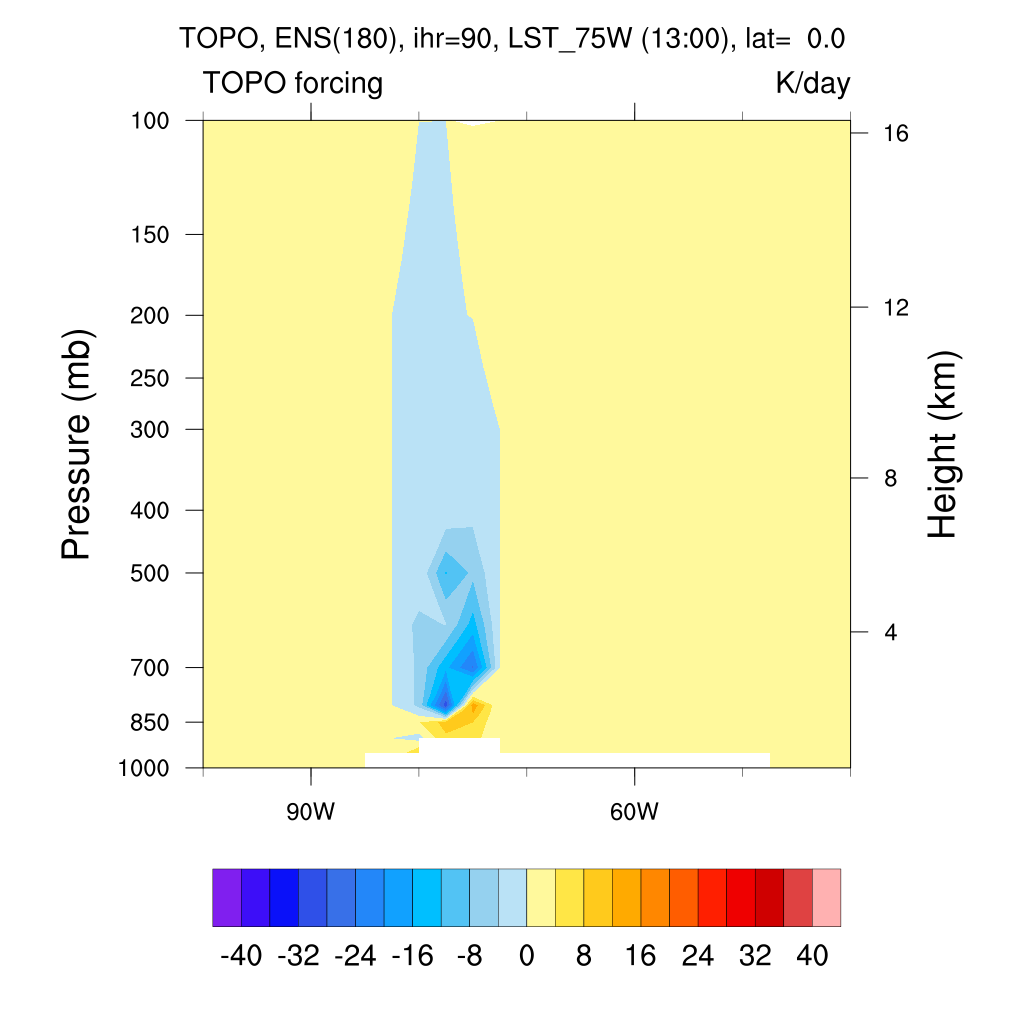 TOPO, ENS(180), ihr=90, LST_75W (13:00), lat=  0.0
TOPO forcing
K/day
100
150
200
250
300
400
500
700
850
1000
Pressure (mb)
16
12
8
4
Height (km)
90W
60W
-40 -32 -24 -16 -8 0 8 16 24 32 40